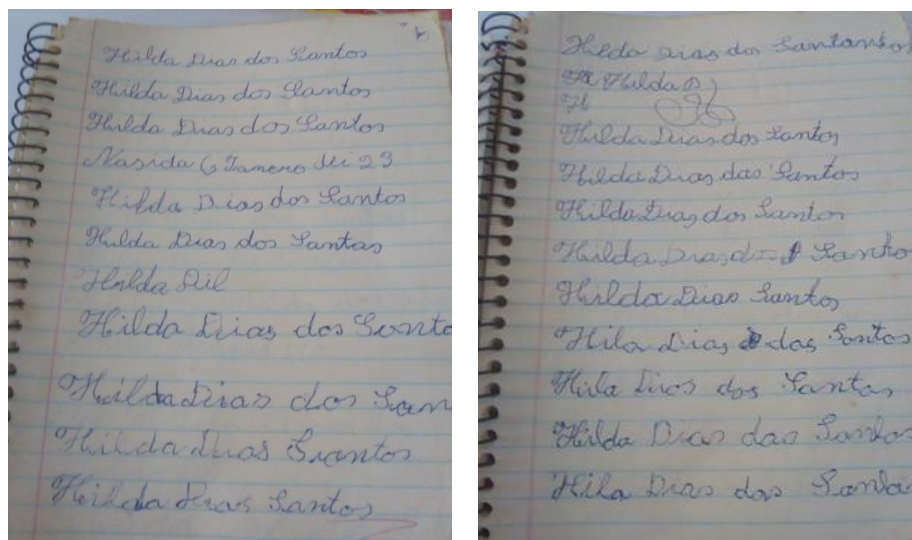 Hilda Dias dos Santos
Hilda Dias dos Santos
Hilda Dias dos Santos
Nasida 6 Janero dei 23
Hilda Dias dos Santos
Hilda Dias dos Santas
Hilda Dil
Hilda Dias dos Santo
Hilda Dias dos San
Hilda Dias Santos
Hilda Dias Santos
Hilda Dias dos Santantos
Hilda D
H
Hilda Dias dos Santos
Hilda Dias das Santos
Hilda Dias dos Santos
Hilda Dias dos Santo
Hilda Dias Santos
Hila Dias das Santos
Hila Dias dos Santos
Hilda Dias das Santos
Hila Dias das Santa